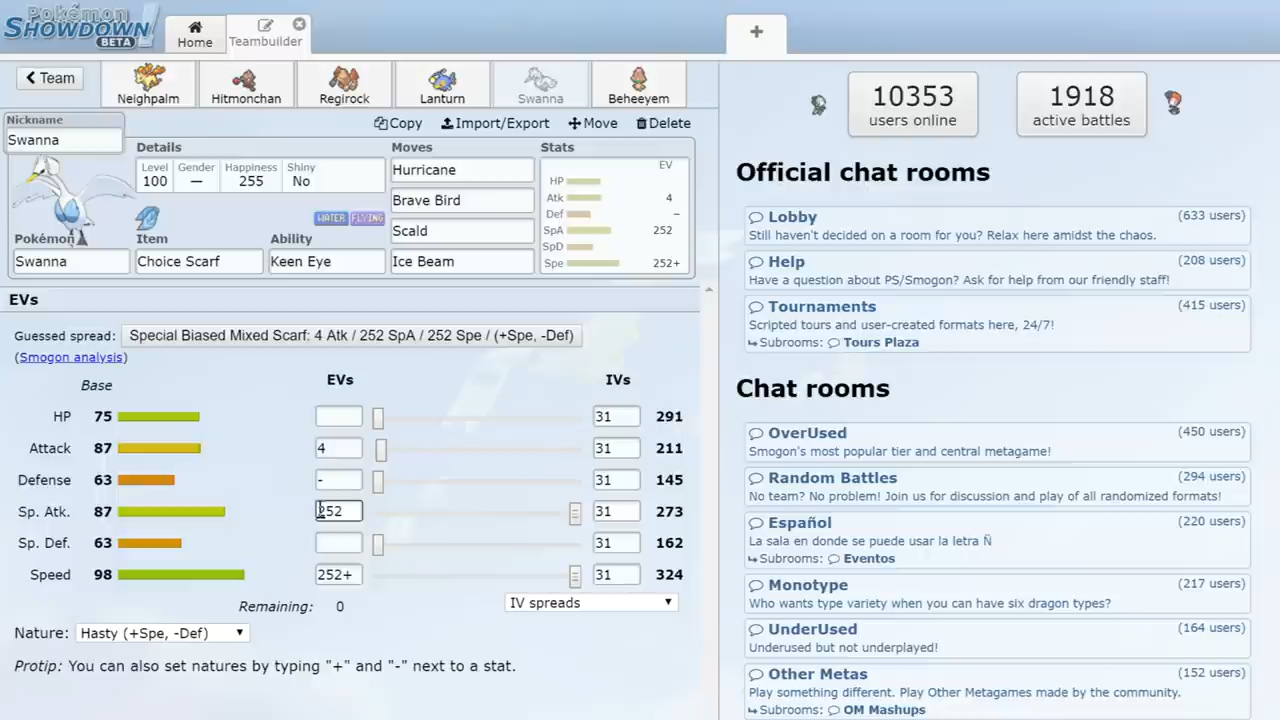 Pokémon
SHOWDOWN!
BETA
Home
Teambuilder
+
Team
Neighpalm
Hitmonchan
Regirock
Lanturn
Swanna
Beheeyem
Nickname
Swanna
Copy
Import/Export
Move
Delete
Details
Level
100
Gender
—
Happiness
255
Shiny
No
WATER FLYING
Pokémon
Swanna
Item
Choice Scarf
Ability
Keen Eye
Moves
Hurricane
Brave Bird
Scald
Ice Beam
Stats
EV
HP
Atk 4
Def –
SpA 252
SpD
Spe 252+
EVs
Guessed spread: Special Biased Mixed Scarf: 4 Atk / 252 SpA / 252 Spe / (+Spe, -Def)
(Smogon analysis)
Base EVs IVs
HP 75 31 291
Attack 87 4 31 211
Defense 63 - 31 145
Sp. Atk. 87 252 31 273
Sp. Def. 63 31 162
Speed 98 252+ 31 324
Remaining: 0
IV spreads
Nature: Hasty (+Spe, -Def)
Protip: You can also set natures by typing "+" and "-" next to a stat.
10353
users online
1918
active battles
Official chat rooms
Lobby (633 users)
Still haven't decided on a room for you? Relax here amidst the chaos.
Help (208 users)
Have a question about PS/Smogon? Ask for help from our friendly staff!
Tournaments (415 users)
Scripted tours and user-created formats here, 24/7!
Subrooms: Tours Plaza
Chat rooms
OverUsed (450 users)
Smogon's most popular tier and central metagame!
Random Battles (294 users)
No team? No problem! Join us for discussion and play of all randomized formats!
Español (220 users)
La sala en donde se puede usar la letra Ñ
Subrooms: Eventos
Monotype (217 users)
Who wants type variety when you can have six dragon types?
UnderUsed (164 users)
Underused but not underplayed!
Other Metas (152 users)
Play something different. Play Other Metagames made by the community.
Subrooms: OM Mashups